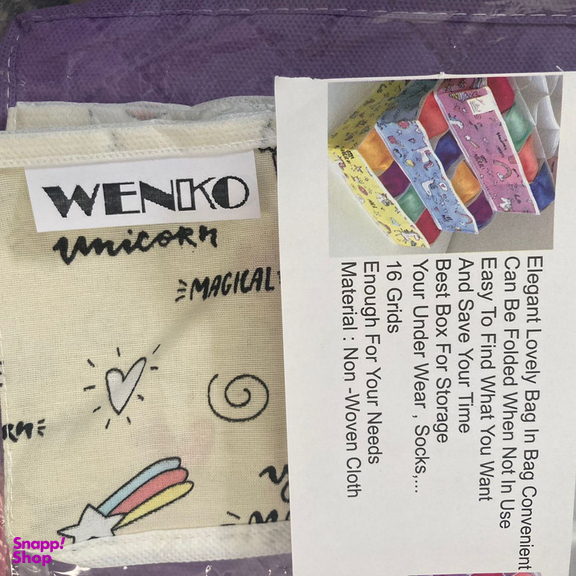 WENKO
unicorn
MAGICAL
Elegant Lovely Bag In Bag Convenient
Can Be Folded When Not In Use
Easy To Find What You Want
And Save Your Time
Best Box For Storage
Your Under Wear , Socks,...
16 Grids
Enough For Your Needs
Material : Non -Woven Cloth
Snapp!
Shop.